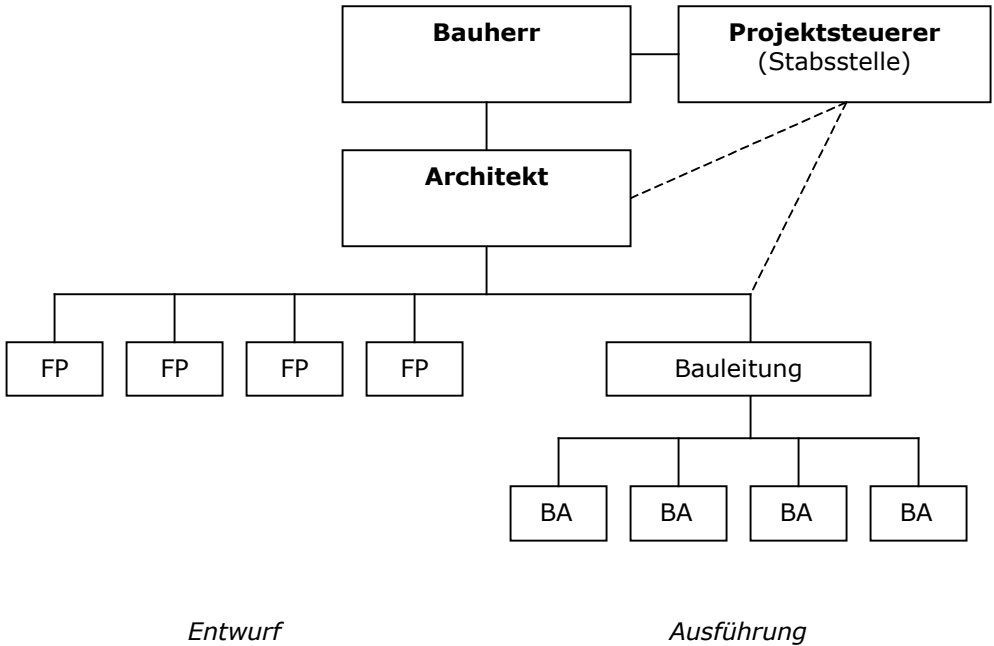 Bauherr
Projektsteuerer
(Stabsstelle)
Architekt
FP
FP
FP
FP
Bauleitung
BA
BA
BA
BA
Entwurf
Ausführung